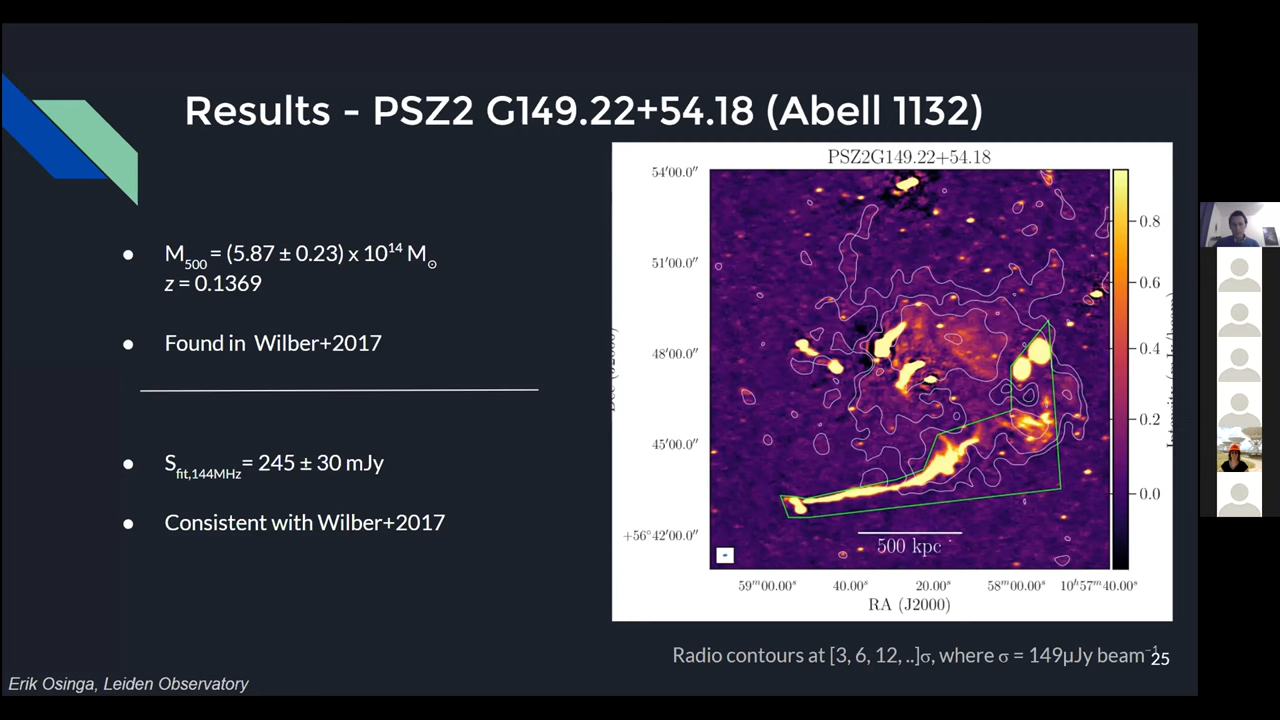 Results - PSZ2 G149.22+54.18 (Abell 1132)
● M500 = (5.87 ± 0.23) x 10¹⁴ M☉
z = 0.1369
● Found in Wilber+2017
● Sfit,144MHz = 245 ± 30 mJy
● Consistent with Wilber+2017
PSZ2G149.22+54.18
54′00.0″
51′00.0″
48′00.0″
45′00.0″
+56°42′00.0″
500 kpc
0.8
0.6
0.4
0.2
0.0
59ᵐ00.00ˢ 40.00ˢ 20.00ˢ 58ᵐ00.00ˢ 10ʰ57ᵐ40.00ˢ
RA (J2000)
Radio contours at [3, 6, 12, ..]σ, where σ = 149μJy beam⁻¹
25
Erik Osinga, Leiden Observatory